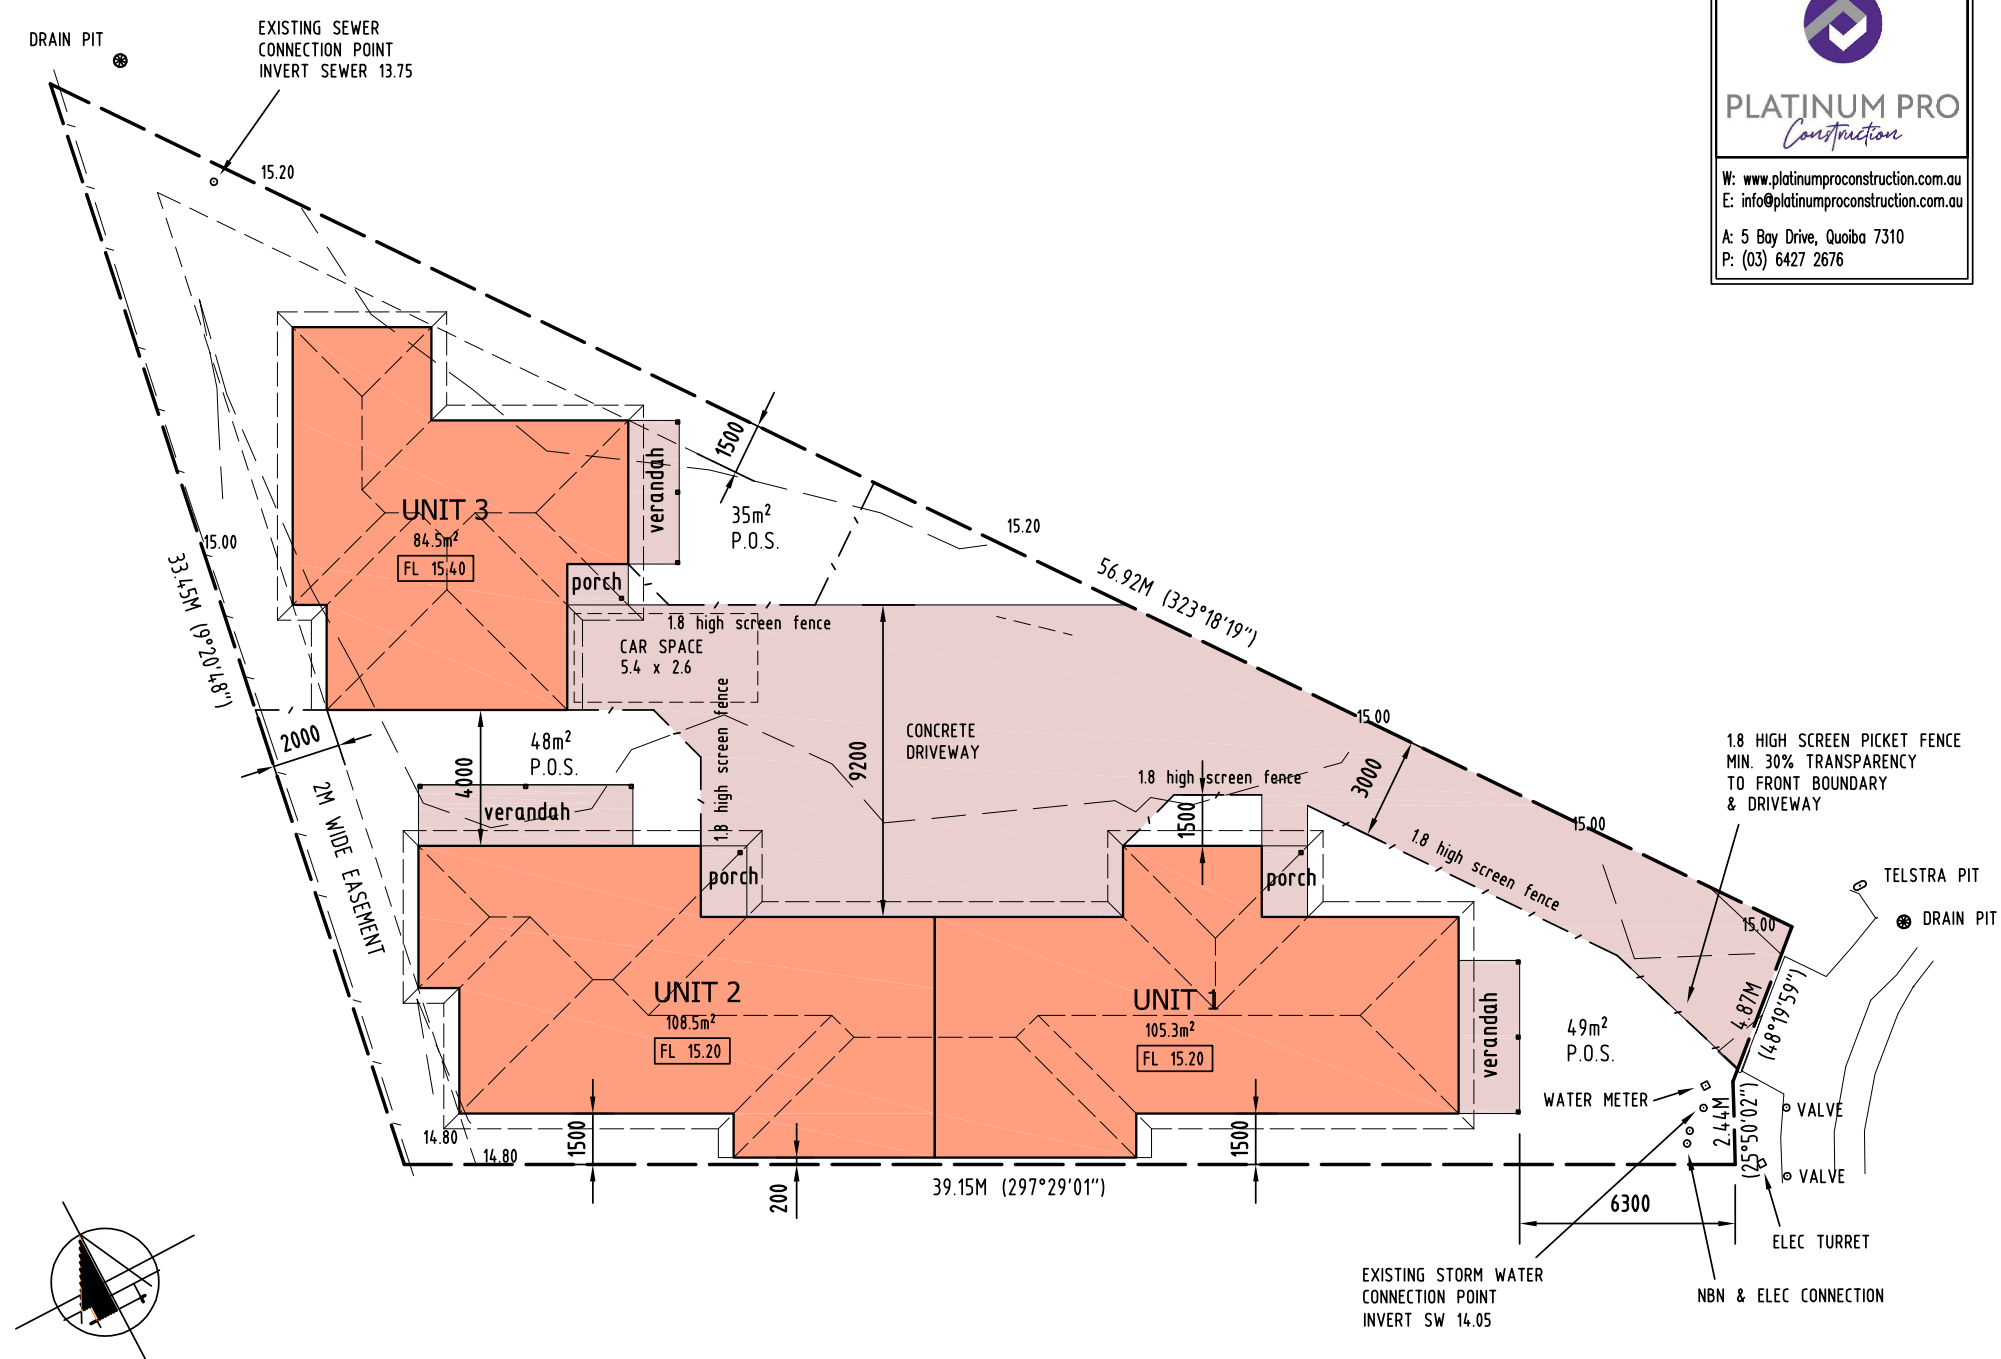 DRAIN PIT
EXISTING SEWER
CONNECTION POINT
INVERT SEWER 13.75
PLATINUM PRO
Construction
W: www.platinumproconstruction.com.au
E: info@platinumproconstruction.com.au
A: 5 Bay Drive, Quoiba 7310
P: (03) 6427 2676
15.20
1500
verandah
35m²
P.O.S.
UNIT 3
84.5m²
FL 15.40
15.20
15.00
33.45M (9°20'48")
porch
56.92M (323°18'19")
1.8 high screen fence
CAR SPACE
5.4 x 2.6
1.8 high screen fence
2000
48m²
P.O.S.
4000
9200
CONCRETE
DRIVEWAY
15.00
1.8 HIGH SCREEN PICKET FENCE
MIN. 30% TRANSPARENCY
TO FRONT BOUNDARY
& DRIVEWAY
1.8 high screen fence
3000
verandah
1500
15.00
2M WIDE EASEMENT
1.8 high screen fence
porch
porch
TELSTRA PIT
DRAIN PIT
15.00
UNIT 2
108.5m²
FL 15.20
UNIT 1
105.3m²
FL 15.20
verandah
49m²
P.O.S.
4.87M
(48°19'59")
WATER METER
2.44M
(25°50'02")
VALVE
14.80
14.80
1500
200
1500
39.15M (297°29'01")
VALVE
6300
ELEC TURRET
EXISTING STORM WATER
CONNECTION POINT
INVERT SW 14.05
NBN & ELEC CONNECTION